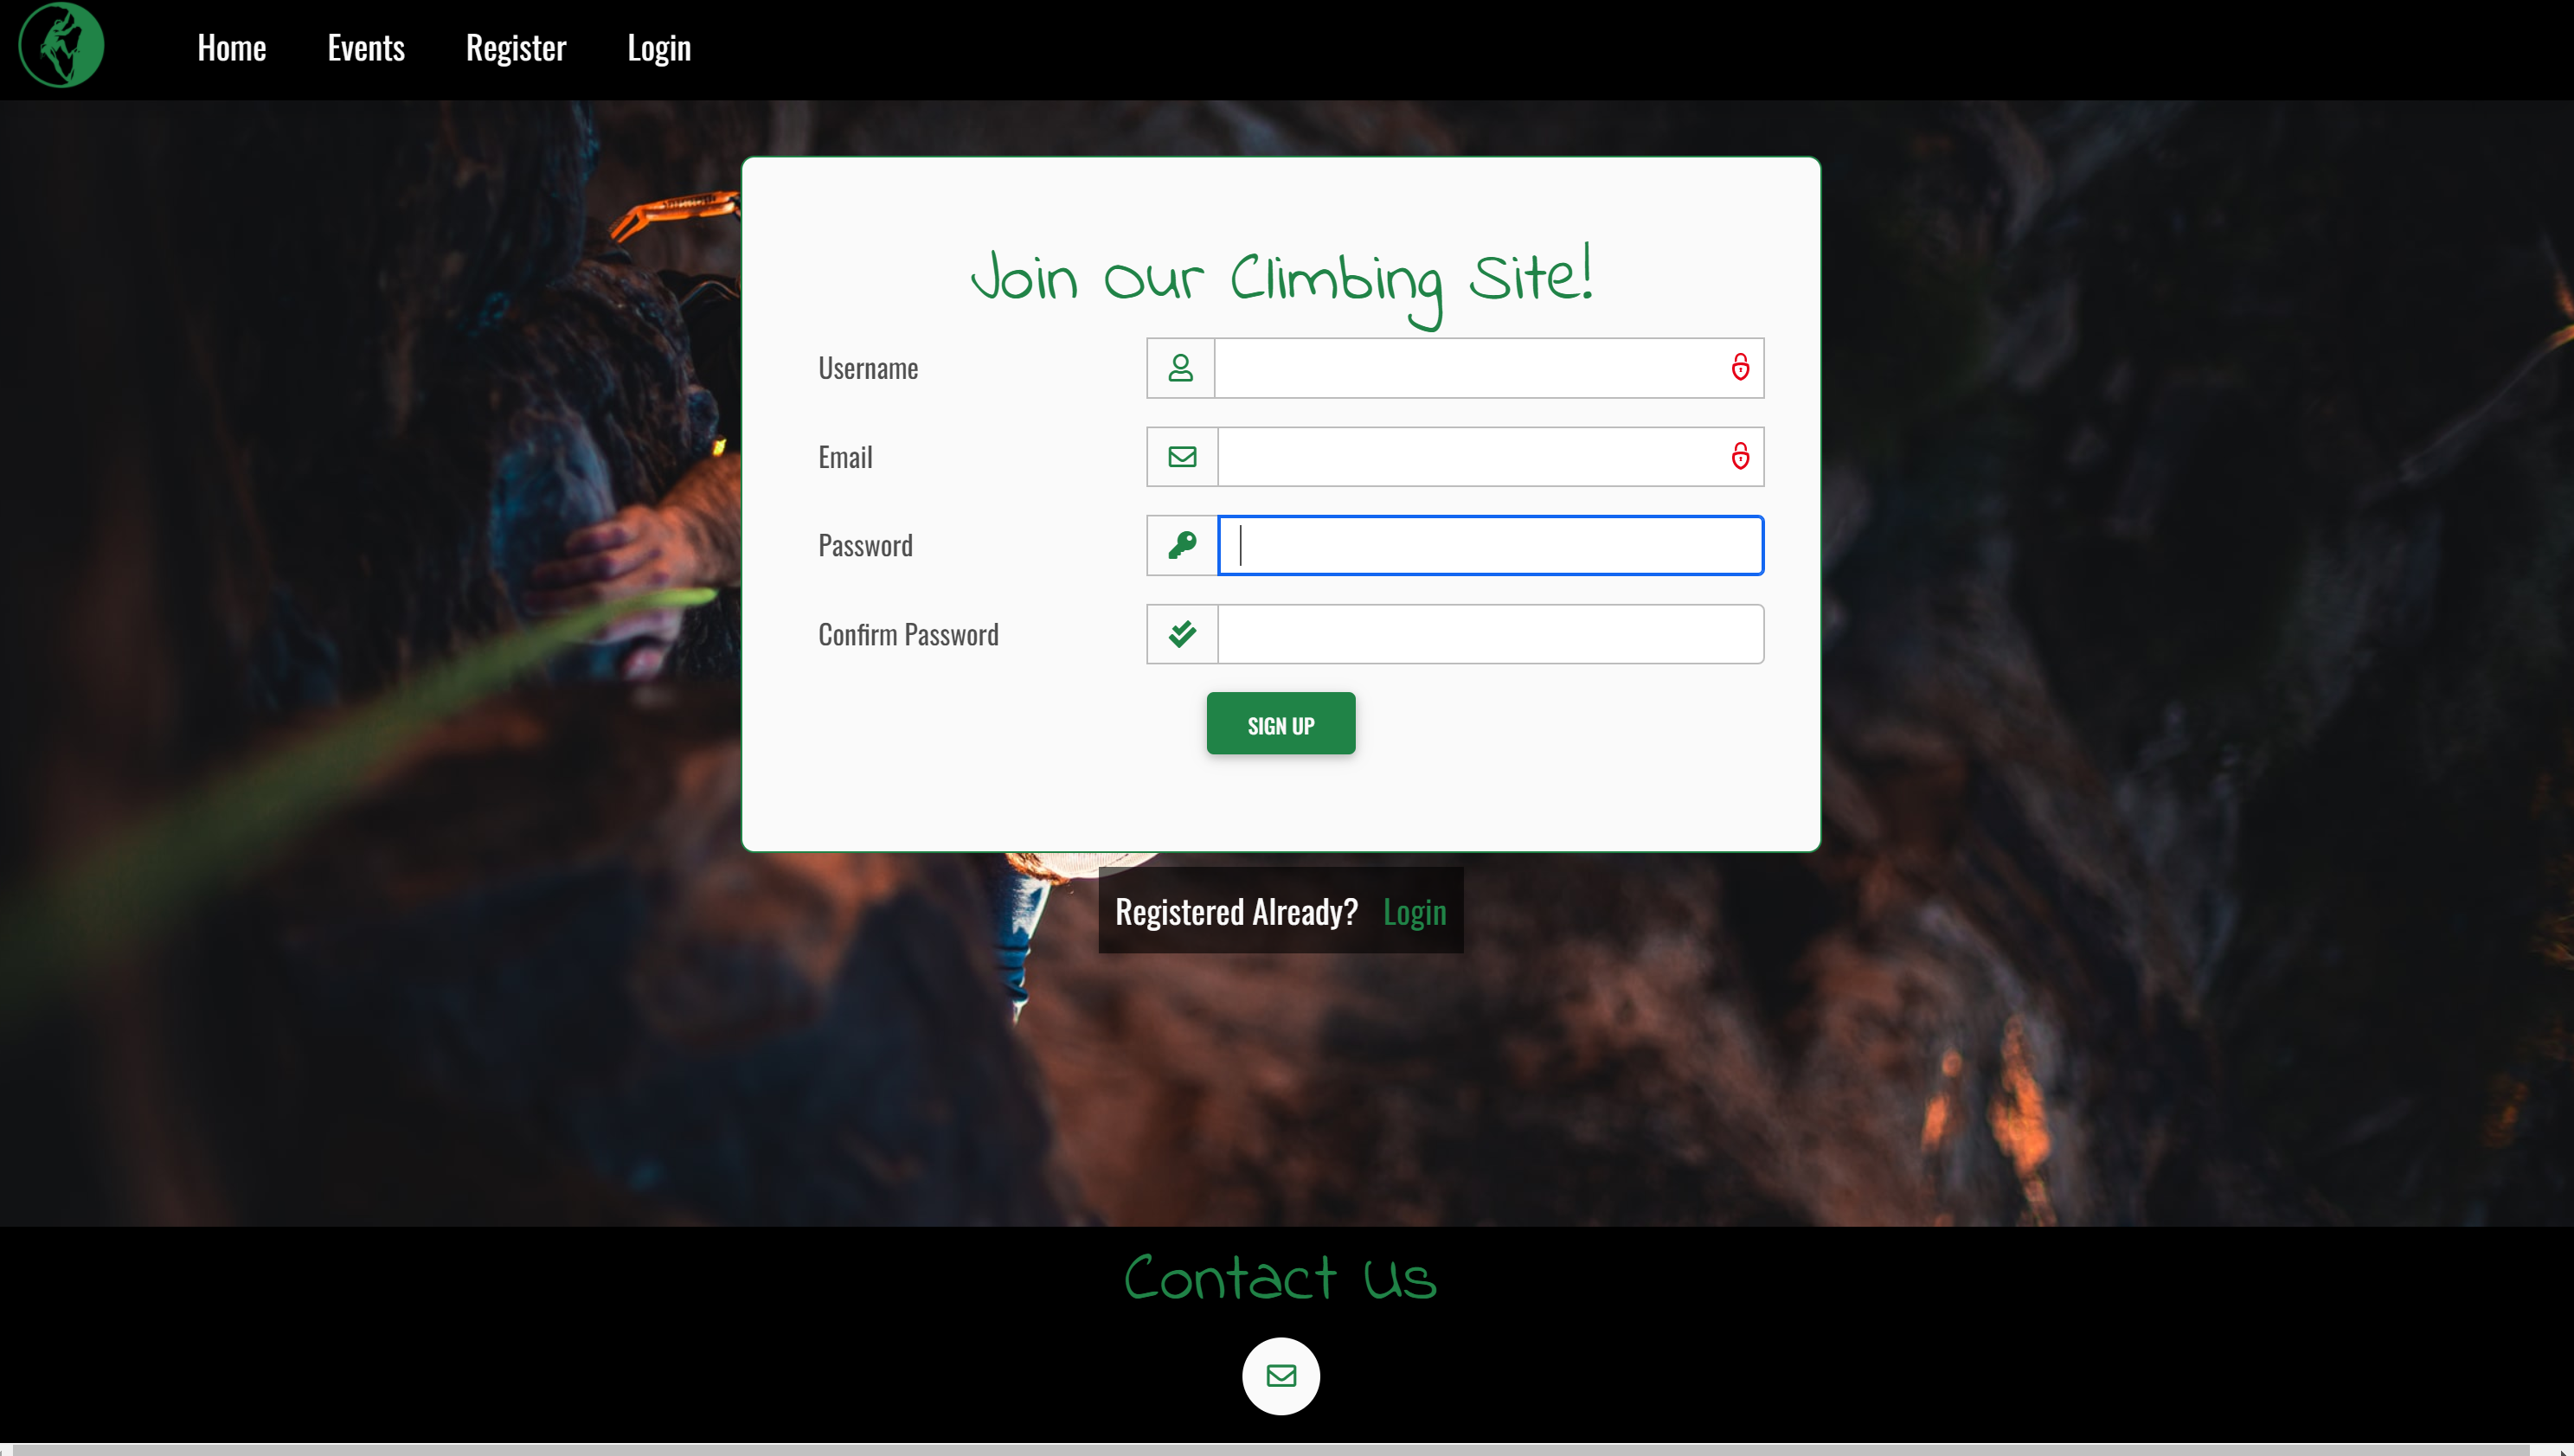 Home Events Register Login
Join Our Climbing Site!
Username
Email
Password
Confirm Password
SIGN UP
Registered Already? Login
Contact Us